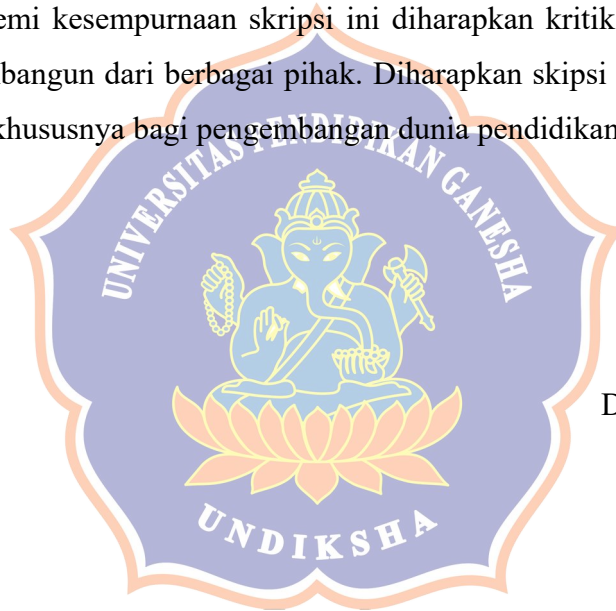 emi kesempurnaan skripsi ini diharapkan kritik
bangun dari berbagai pihak. Diharapkan skipsi
khususnya bagi pengembangan dunia pendidikan
UNIVERSITAS PENDIDIKAN GANESHA
D
UNDIKSHA